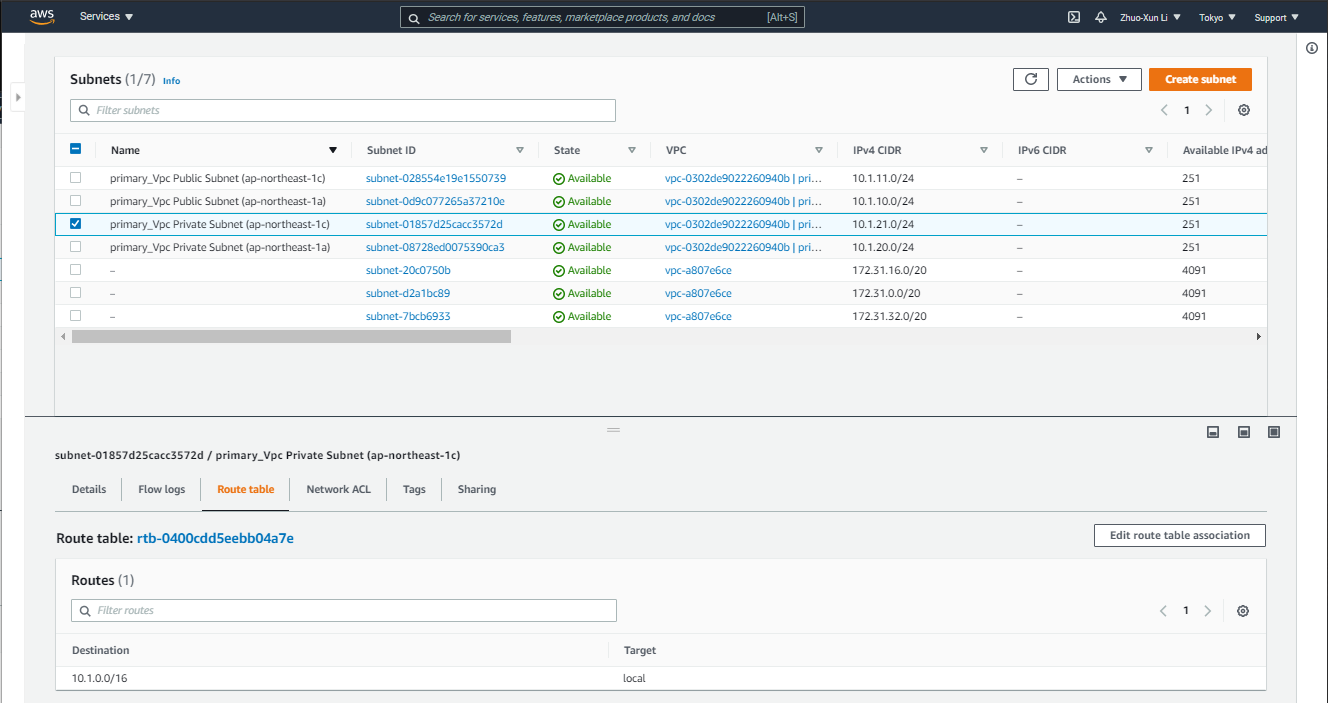 aws Services Search for services, features, marketplace products, and docs [Alt+S] Zhuo-Xun Li Tokyo Support
Subnets (1/7) Info Actions Create subnet
Filter subnets 1
Name Subnet ID State VPC IPv4 CIDR IPv6 CIDR Available IPv4 ad
primary_Vpc Public Subnet (ap-northeast-1c) subnet-028554e19e1550739 Available vpc-0302de9022260940b | pri... 10.1.11.0/24 – 251
primary_Vpc Public Subnet (ap-northeast-1a) subnet-0d9c077265a37210e Available vpc-0302de9022260940b | pri... 10.1.10.0/24 – 251
primary_Vpc Private Subnet (ap-northeast-1c) subnet-01857d25cacc3572d Available vpc-0302de9022260940b | pri... 10.1.21.0/24 – 251
primary_Vpc Private Subnet (ap-northeast-1a) subnet-08728ed0075390ca3 Available vpc-0302de9022260940b | pri... 10.1.20.0/24 – 251
– subnet-20c0750b Available vpc-a807e6ce 172.31.16.0/20 – 4091
– subnet-d2a1bc89 Available vpc-a807e6ce 172.31.0.0/20 – 4091
– subnet-7bcb6933 Available vpc-a807e6ce 172.31.32.0/20 – 4091
subnet-01857d25cacc3572d / primary_Vpc Private Subnet (ap-northeast-1c)
Details Flow logs Route table Network ACL Tags Sharing
Route table: rtb-0400cdd5eebb04a7e Edit route table association
Routes (1)
Filter routes 1
Destination Target
10.1.0.0/16 local